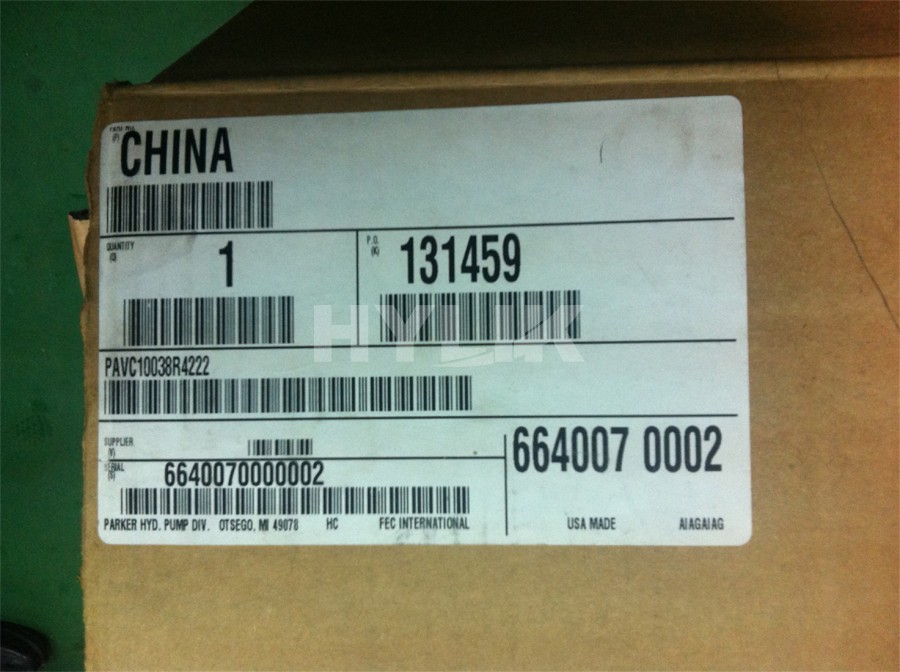 (P)
CHINA
QUANTITY
(Q)
1
P.O.
(K)
131459
HYLIK
PAVC10038R4222
SUPPLIER
(V)
SERIAL
(S)
6640070000002
664007 0002
PARKER HYD. PUMP DIV. OTSEGO, MI 49078 HC FEC INTERNATIONAL USA MADE AIAGAIAG